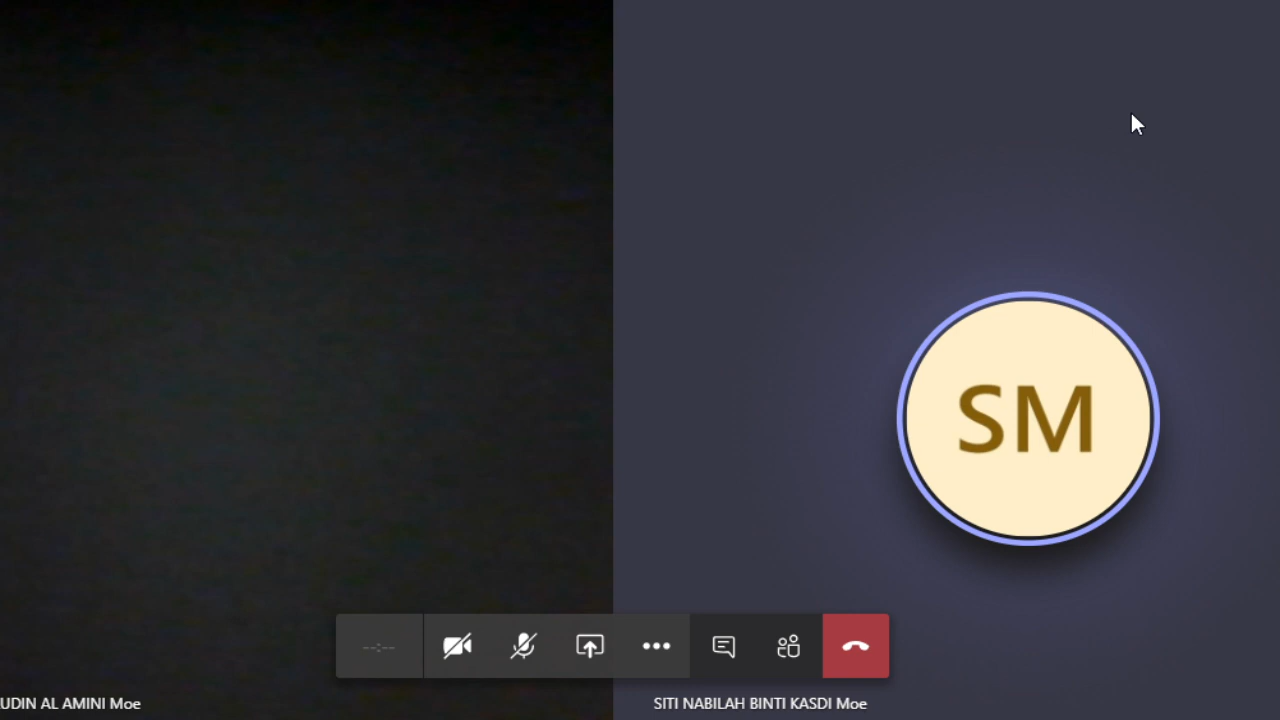 SM
--:--
UDIN AL AMINI Moe
SITI NABILAH BINTI KASDI Moe